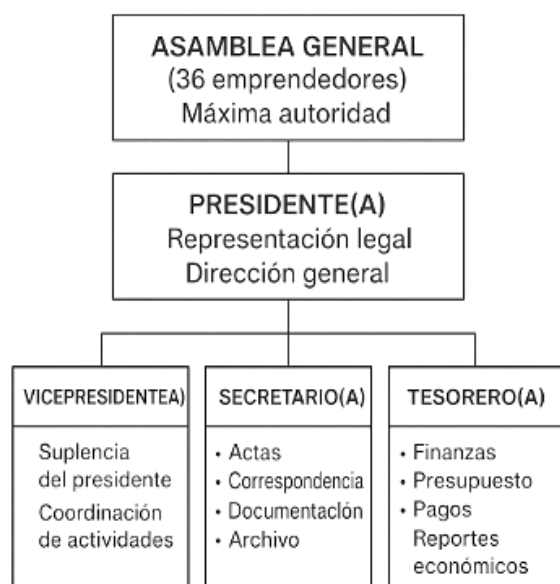 ASAMBLEA GENERAL
(36 emprendedores)
Máxima autoridad
PRESIDENTE(A)
Representación legal
Dirección general
VICEPRESIDENTEA)
Suplencia
del presidente
Coordinación
de actividades
SECRETARIO(A)
• Actas
• Correspondencia
• Documentaclón
• Archivo
TESORERO(A)
• Finanzas
• Presupuesto
• Pagos
Reportes
económicos